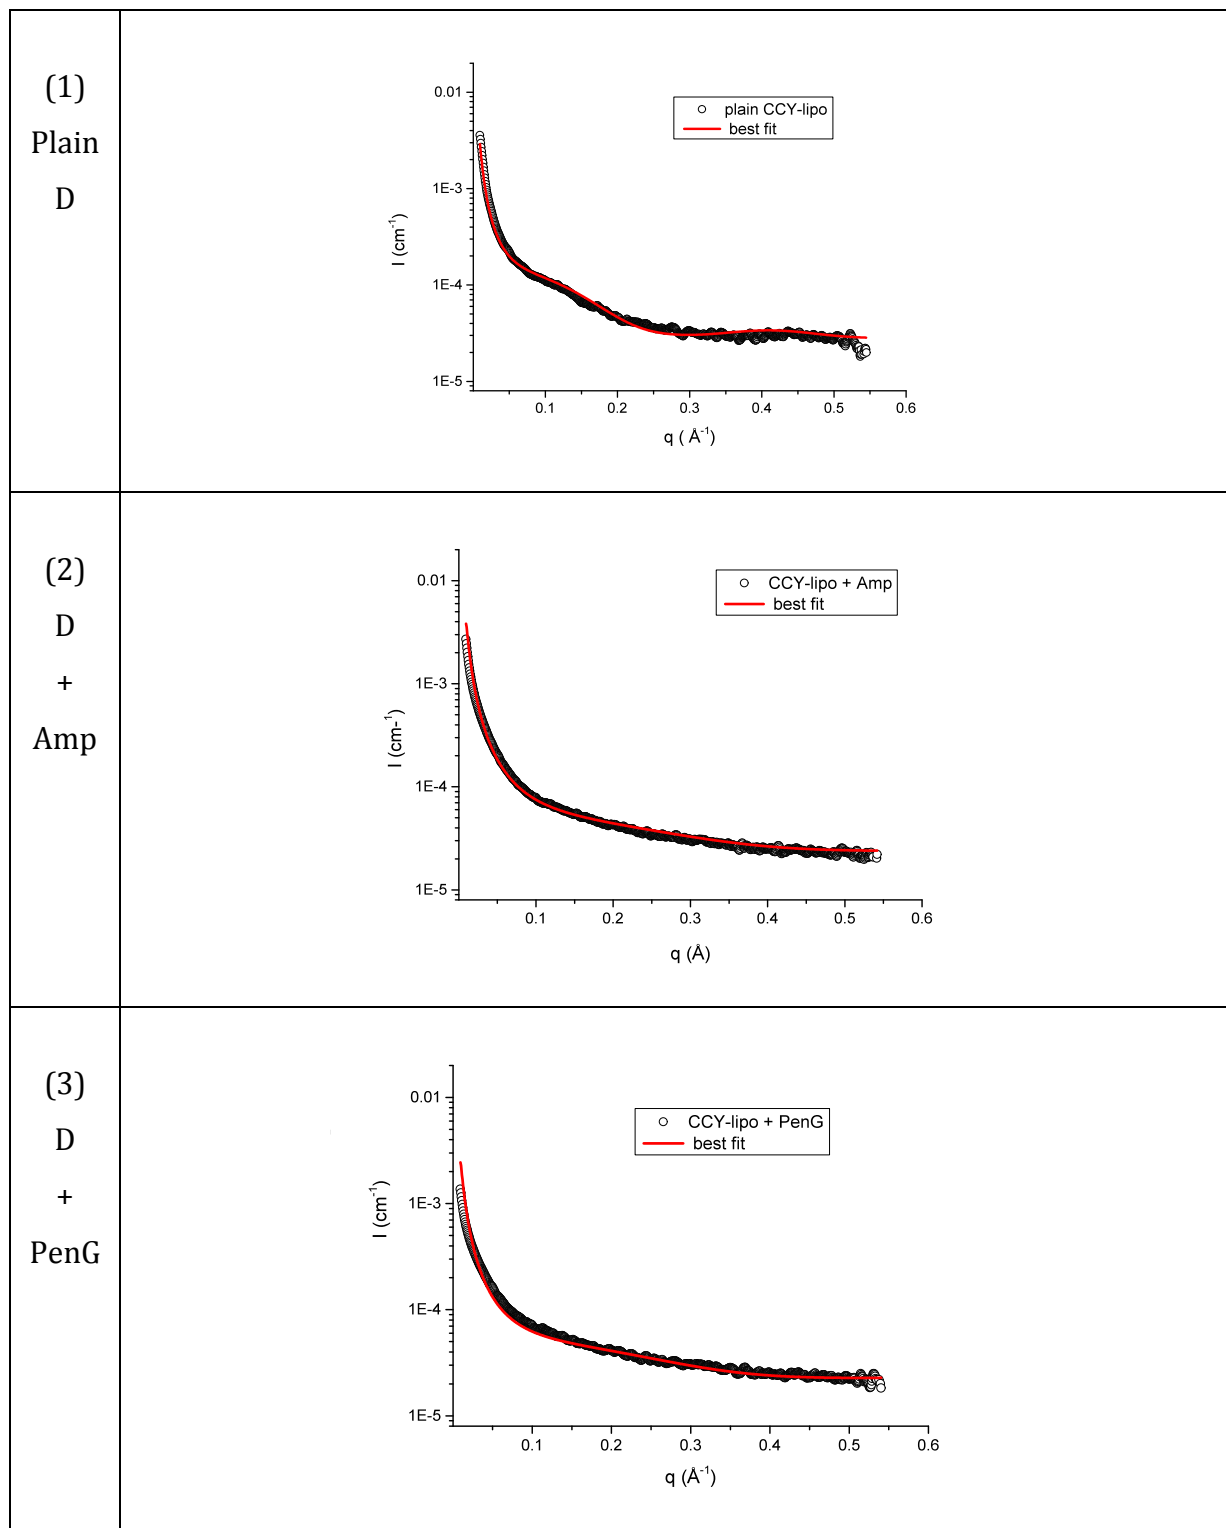 (1)
Plain
D
0.01
1E-3
1E-4
1E-5
I (cm-1)
plain CCY-lipo
best fit
0.1 0.2 0.3 0.4 0.5 0.6
q ( Å-1)
(2)
D
+
Amp
0.01
1E-3
1E-4
1E-5
I (cm-1)
CCY-lipo + Amp
best fit
0.1 0.2 0.3 0.4 0.5 0.6
q (Å)
(3)
D
+
PenG
0.01
1E-3
1E-4
1E-5
I (cm-1)
CCY-lipo + PenG
best fit
0.1 0.2 0.3 0.4 0.5 0.6
q (Å-1)